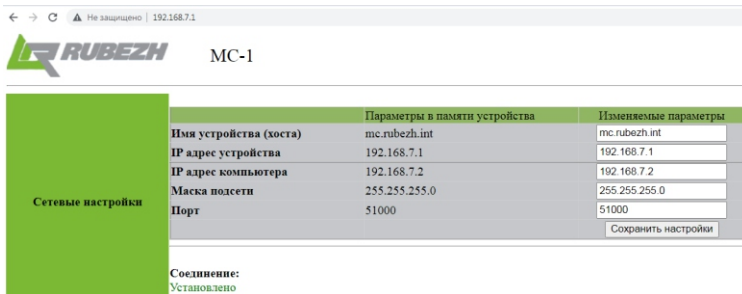 Не защищено 192.168.7.1
RUBEZH MC-1
Параметры в памяти устройства Изменяемые параметры
Имя устройства (хоста) mc.rubezh.int mc.rubezh.int
IP адрес устройства 192.168.7.1 192.168.7.1
IP адрес компьютера 192.168.7.2 192.168.7.2
Маска подсети 255.255.255.0 255.255.255.0
Сетевые настройки
Порт 51000 51000
Сохранить настройки
Соединение:
Установлено